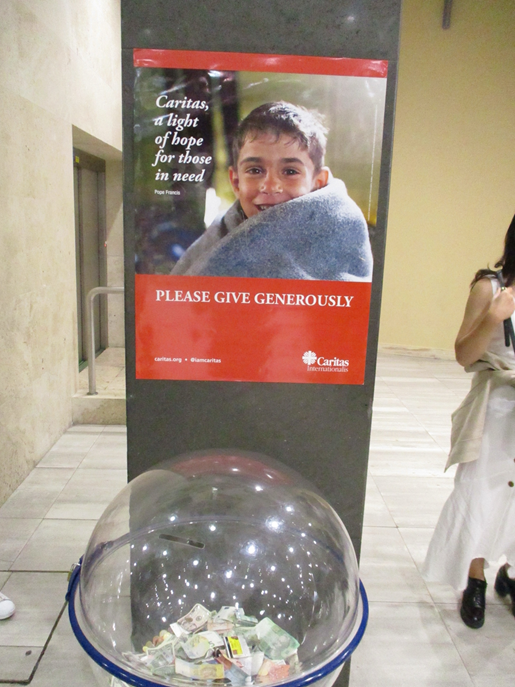 Caritas,
a light
of hope
for those
in need
Pope Francis
PLEASE GIVE GENEROUSLY
caritas.org • @iamcaritas
Caritas
Internationalis